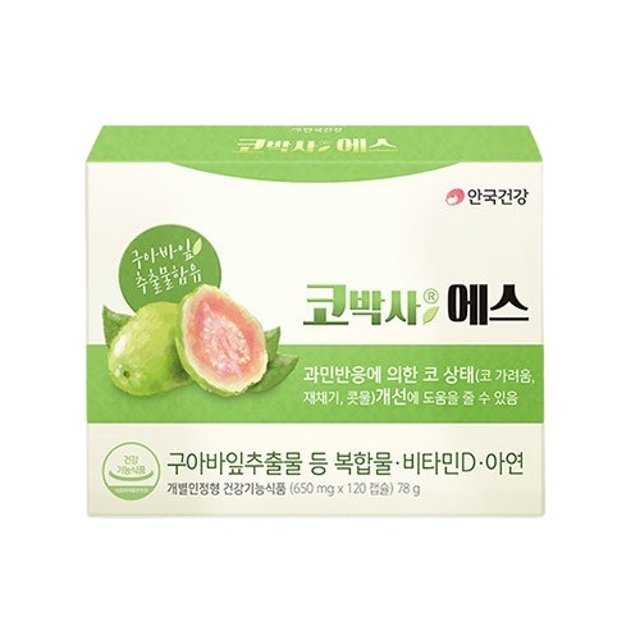 안국건강
코박사 에스
안국건강
구아바잎
추출물함유
코박사® 에스
과민반응에 의한 코 상태(코 가려움,
재채기, 콧물)개선에 도움을 줄 수 있음
건강
기능식품
구아바잎추출물 등 복합물·비타민D·아연
개별인정형 건강기능식품 (650 mg x 120 캡슐) 78 g